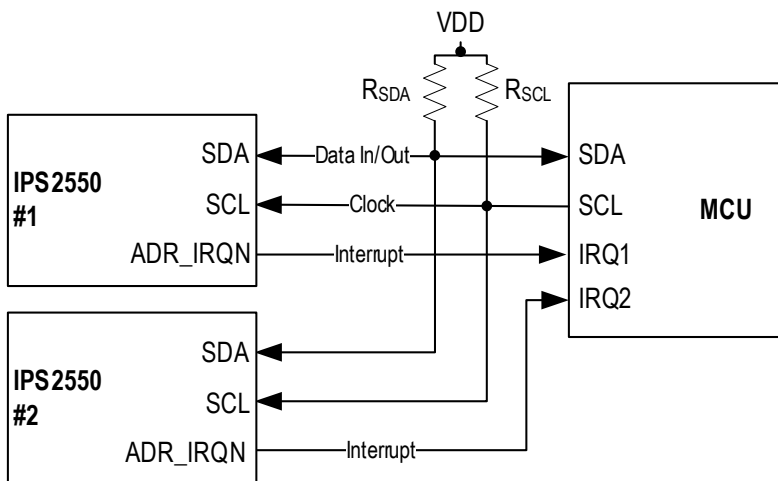 VDD
RSDA
RSCL
IPS2550
#1
SDA
SCL
ADR_IRQN
Data In/Out
Clock
Interrupt
SDA
SCL
IRQ1
IRQ2
MCU
IPS2550
#2
SDA
SCL
ADR_IRQN
Interrupt